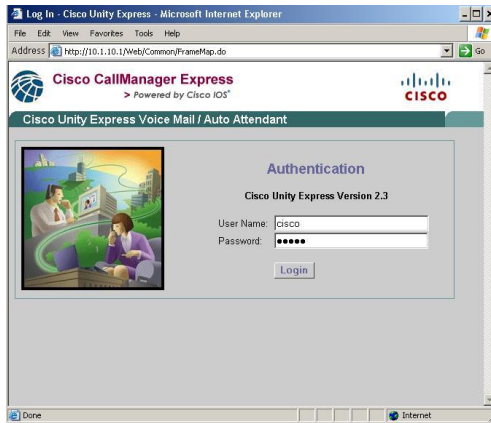 Log In - Cisco Unity Express - Microsoft Internet Explorer
File Edit View Favorites Tools Help
Address http://10.1.10.1/Web/Common/FrameMap.do Go
Cisco CallManager Express
> Powered by Cisco IOS®
CISCO
Cisco Unity Express Voice Mail / Auto Attendant
Authentication
Cisco Unity Express Version 2.3
User Name: cisco
Password: •••••
Login
Done Internet